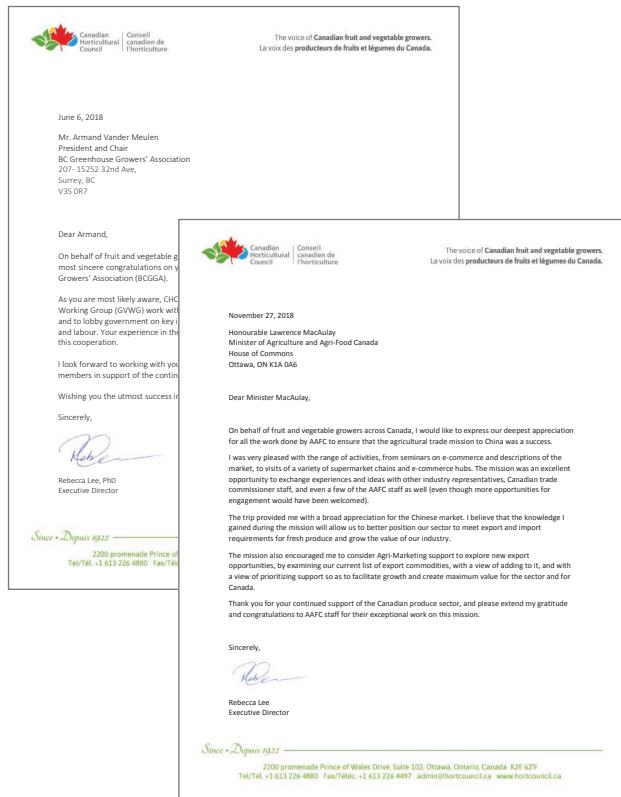 Canadian
Horticultural
Council
Conseil
canadien de
l'horticulture
The voice of Canadian fruit and vegetable growers.
La voix des producteurs de fruits et légumes du Canada.
June 6, 2018
Mr. Armand Vander Meulen
President and Chair
BC Greenhouse Growers' Association
207- 15252 32nd Ave,
Surrey, BC
V3S 0R7
Dear Armand,
On behalf of fruit and vegetable g
most sincere congratulations on y
Growers' Association (BCGGA).
As you are most likely aware, CHC
Working Group (GVWG) work with
and to lobby government on key i
and labour. Your experience in the
this cooperation.
I look forward to working with you
members in support of the contin
Wishing you the utmost success in
Sincerely,
Rebecca Lee, PhD
Executive Director
Since • Depuis 1922
2200 promenade Prince of
Tel/Tél. +1 613 226 4880 Fax/Tél
Canadian
Horticultural
Council
Conseil
canadien de
l'horticulture
The voice of Canadian fruit and vegetable growers.
La voix des producteurs de fruits et légumes du Canada.
November 27, 2018
Honourable Lawrence MacAulay
Minister of Agriculture and Agri-Food Canada
House of Commons
Ottawa, ON K1A 0A6
Dear Minister MacAulay,
On behalf of fruit and vegetable growers across Canada, I would like to express our deepest appreciation
for all the work done by AAFC to ensure that the agricultural trade mission to China was a success.
I was very pleased with the range of activities, from seminars on e-commerce and descriptions of the
market, to visits of a variety of supermarket chains and e-commerce hubs. The mission was an excellent
opportunity to exchange experiences and ideas with other industry representatives, Canadian trade
commissioner staff, and even a few of the AAFC staff as well (even though more opportunities for
engagement would have been welcomed).
The trip provided me with a broad appreciation for the Chinese market. I believe that the knowledge I
gained during the mission will allow us to better position our sector to meet export and import
requirements for fresh produce and grow the value of our industry.
The mission also encouraged me to consider Agri-Marketing support to explore new export
opportunities, by examining our current list of export commodities, with a view of adding to it, and with
a view of prioritizing support so as to facilitate growth and create maximum value for the sector and for
Canada.
Thank you for your continued support of the Canadian produce sector, and please extend my gratitude
and congratulations to AAFC staff for their exceptional work on this mission.
Sincerely,
Rebecca Lee
Executive Director
Since • Depuis 1922
2200 promenade Prince of Wales Drive, Suite 102, Ottawa, Ontario, Canada K2E 6Z9
Tel/Tél. +1 613 226 4880 Fax/Téléc. +1 613 226 4497 admin@hortcouncil.ca www.hortcouncil.ca